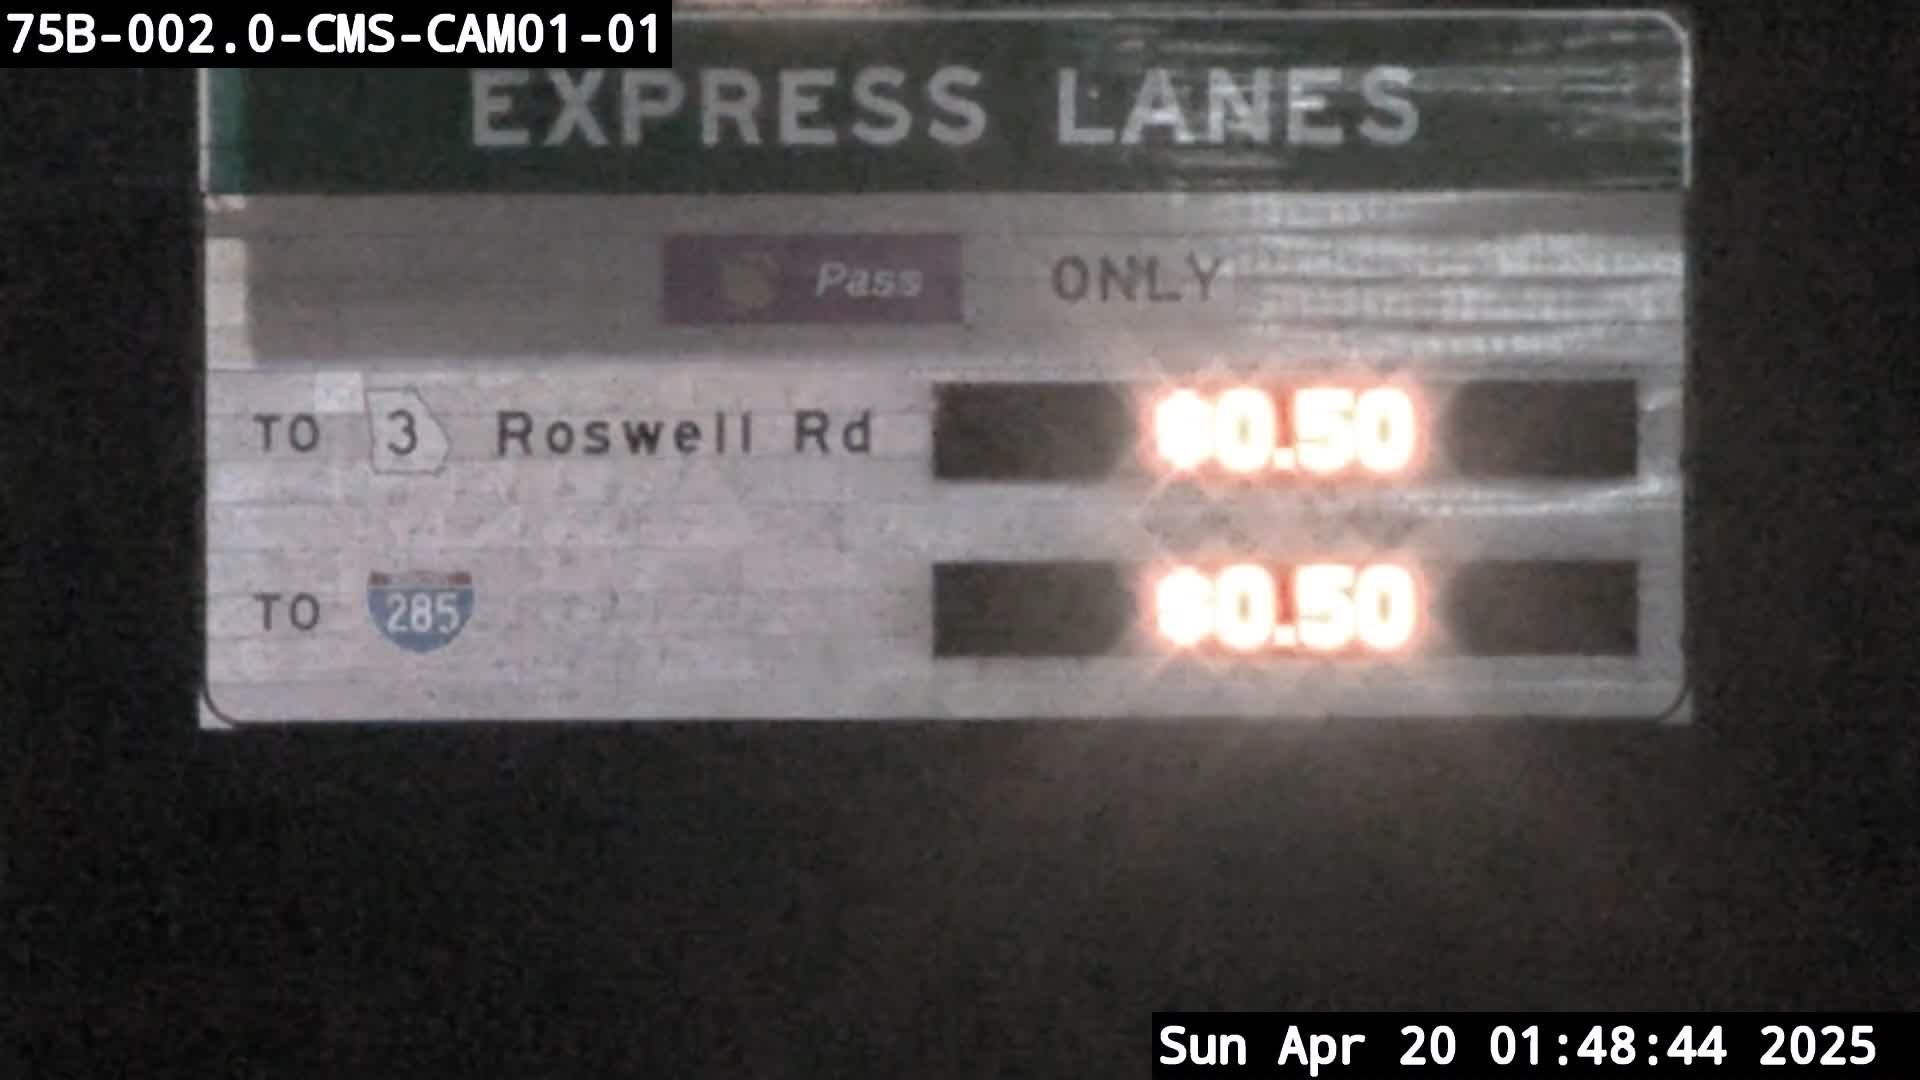 75B-002.0-CMS-CAM01-01
EXPRESS LANES
Pass ONLY
TO 3 Roswell Rd $0.50
TO 285 $0.50
Sun Apr 20 01:48:44 2025